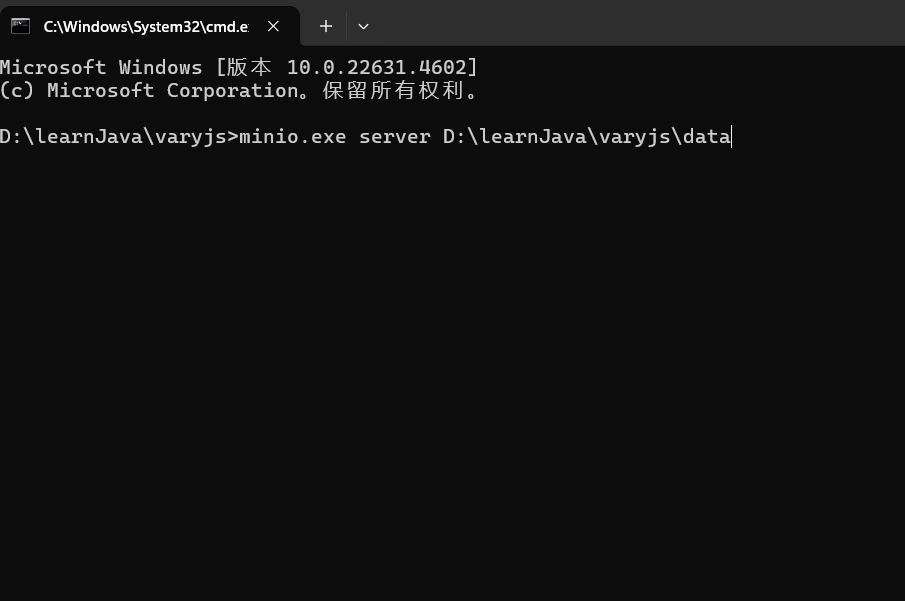 C:\Windows\System32\cmd.e
Microsoft Windows [版本 10.0.22631.4602]
(c) Microsoft Corporation。保留所有权利。
D:\learnJava\varyjs>minio.exe server D:\learnJava\varyjs\data